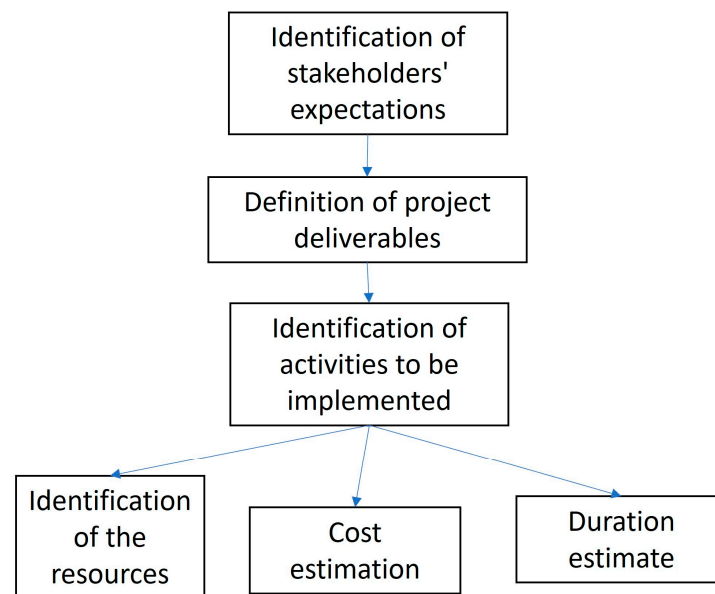 Identification of
stakeholders'
expectations
Definition of project
deliverables
Identification of
activities to be
implemented
Identification
of the
resources
Cost
estimation
Duration
estimate